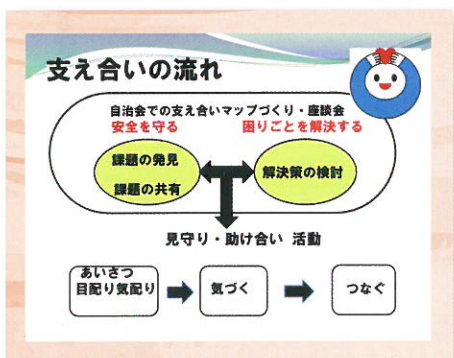 支え合いの流れ
自治会での支え合いマップづくり・座談会
安全を守る
困りごとを解決する
課題の発見
課題の共有
解決策の検討
見守り・助け合い 活動
あいさつ
目配り気配り
気づく
つなぐ